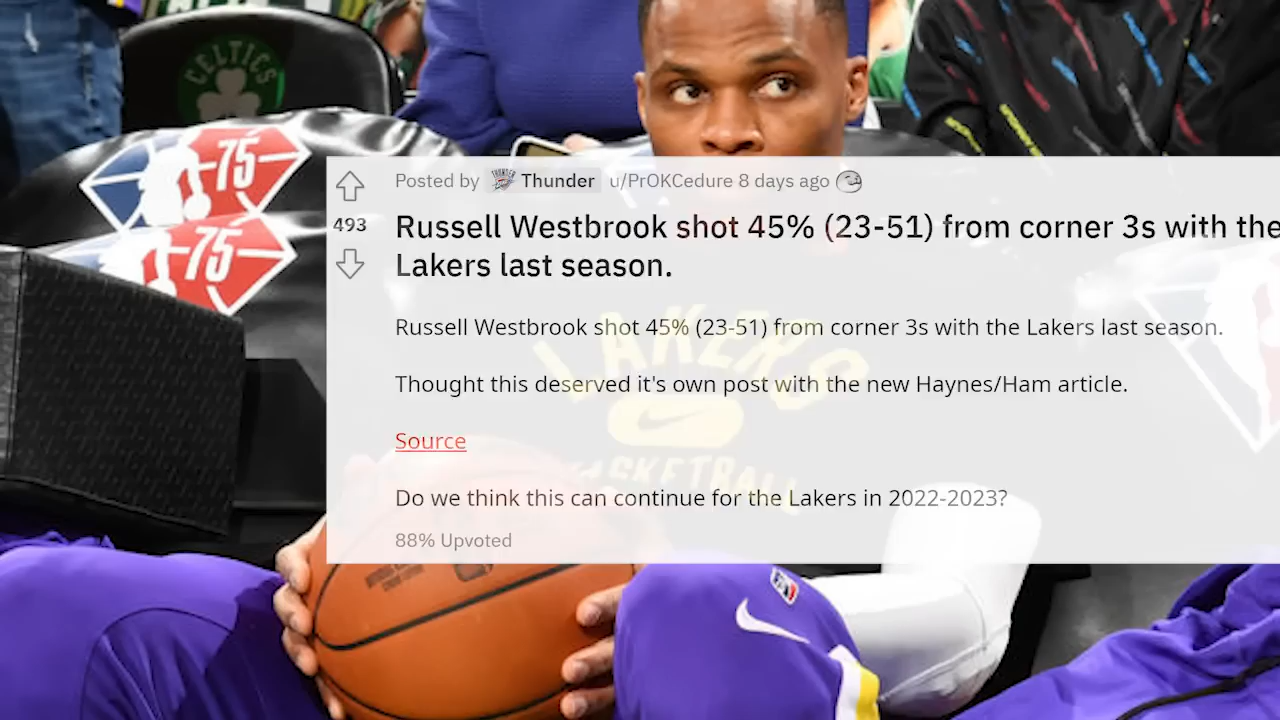 CELTICS
75
75
Posted by THUNDER Thunder u/PrOKCedure 8 days ago
493
Russell Westbrook shot 45% (23-51) from corner 3s with the
Lakers last season.
Russell Westbrook shot 45% (23-51) from corner 3s with the Lakers last season.
LAKERS
Thought this deserved it's own post with the new Haynes/Ham article.
Source
BASKETBALL
Do we think this can continue for the Lakers in 2022-2023?
88% Upvoted